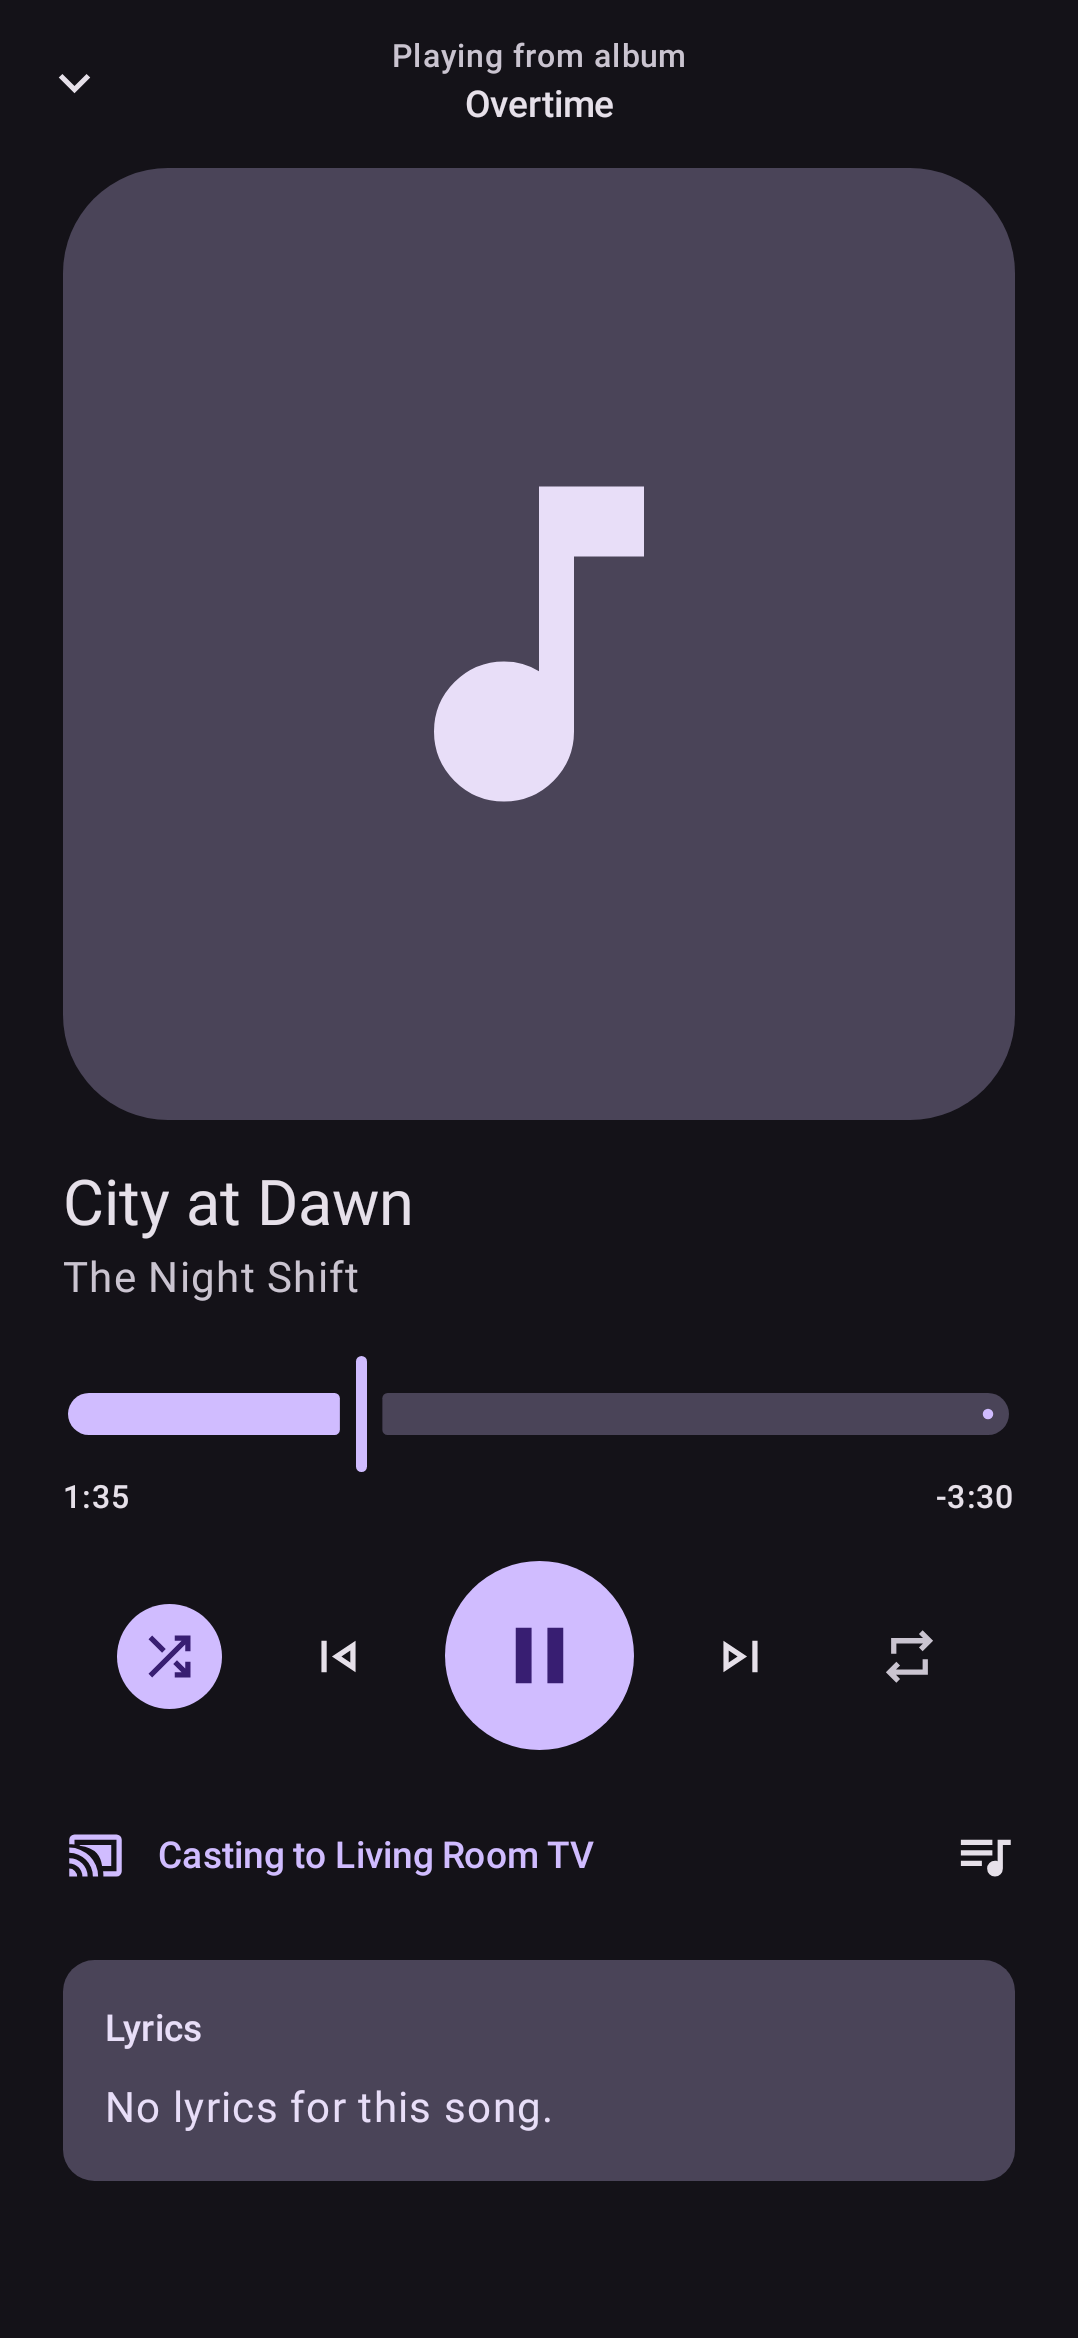 Playing from album
Overtime
City at Dawn
The Night Shift
1:35
-3:30
Casting to Living Room TV
Lyrics
No lyrics for this song.